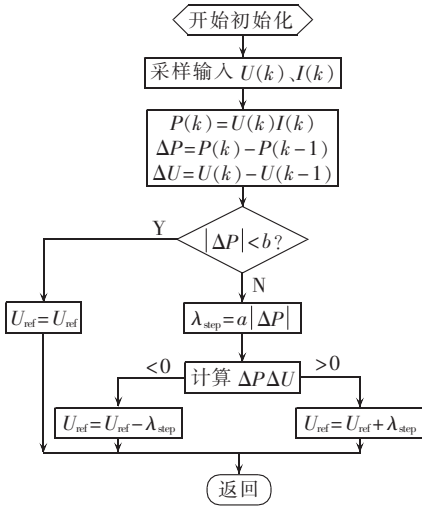 开始初始化
采样输入 U(k)、I(k)
P(k)=U(k)I(k)
ΔP=P(k)-P(k-1)
ΔU=U(k)-U(k-1)
Y
|ΔP|<b?
N
U_ref=U_ref
λ_step=a|ΔP|
<0
计算 ΔPΔU
>0
U_ref=U_ref-λ_step
U_ref=U_ref+λ_step
返回